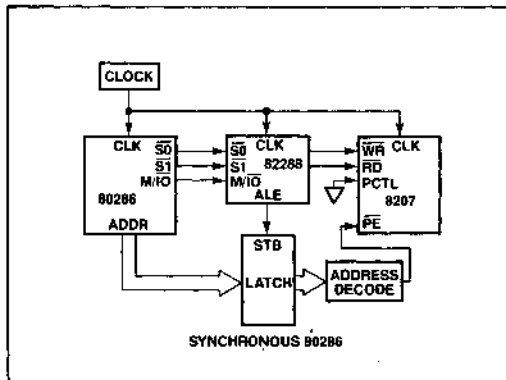 CLOCK
CLK
S0
S1
M/IO
80286
ADDR
CLK
S0
82288
S1
M/IO
ALE
WR CLK
RD
PCTL
8207
PE
STB
LATCH
ADDRESS
DECODE
SYNCHRONOUS 80286